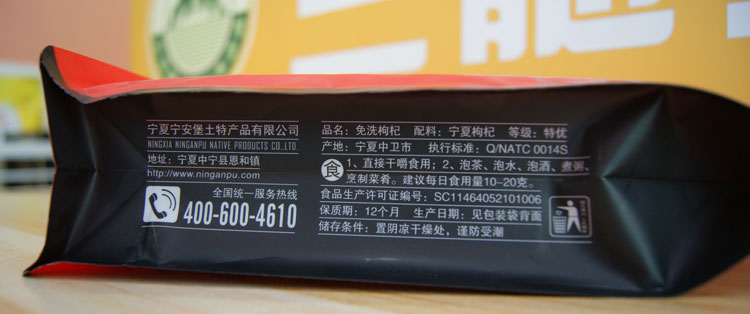 宁夏宁安堡土特产品有限公司
NINGXIA NINGANPU NATIVE PRODUCTS CO.,LTD.
地址:宁夏中宁县恩和镇
http://www.ninganpu.com
全国统一服务热线
400-600-4610
品名:免洗枸杞 配料:宁夏枸杞 等级:特优
产地:宁夏中卫市 执行标准:Q/NATC 0014S
食
1、直接干嚼食用;2、泡茶、泡水、泡酒、煮粥、
烹制菜肴。建议每日食用量10-20克。
食品生产许可证编号:SC11464052101006
保质期:12个月 生产日期:见包装袋背面
储存条件:置阴凉干燥处,谨防受潮